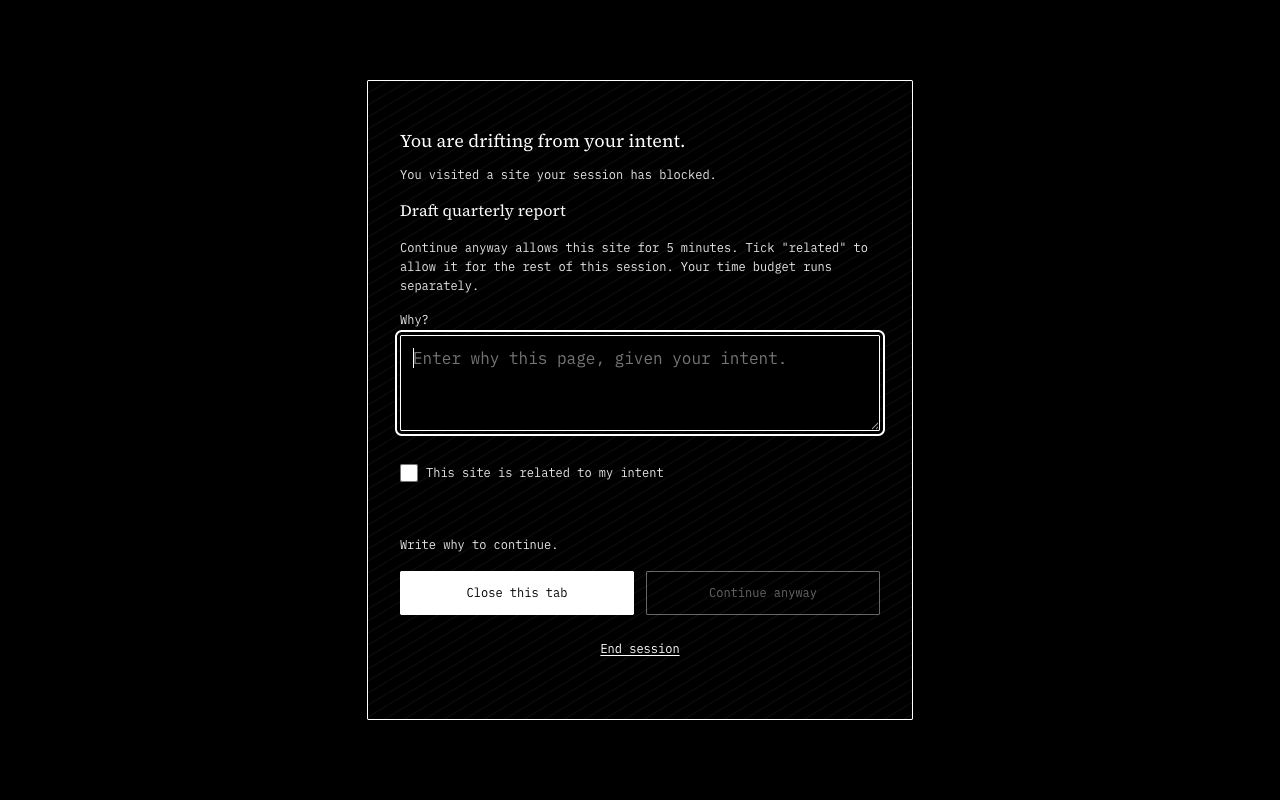 You are drifting from your intent.
You visited a site your session has blocked.
Draft quarterly report
Continue anyway allows this site for 5 minutes. Tick "related" to
allow it for the rest of this session. Your time budget runs
separately.
Why?
Enter why this page, given your intent.
This site is related to my intent
Write why to continue.
Close this tab
Continue anyway
End session